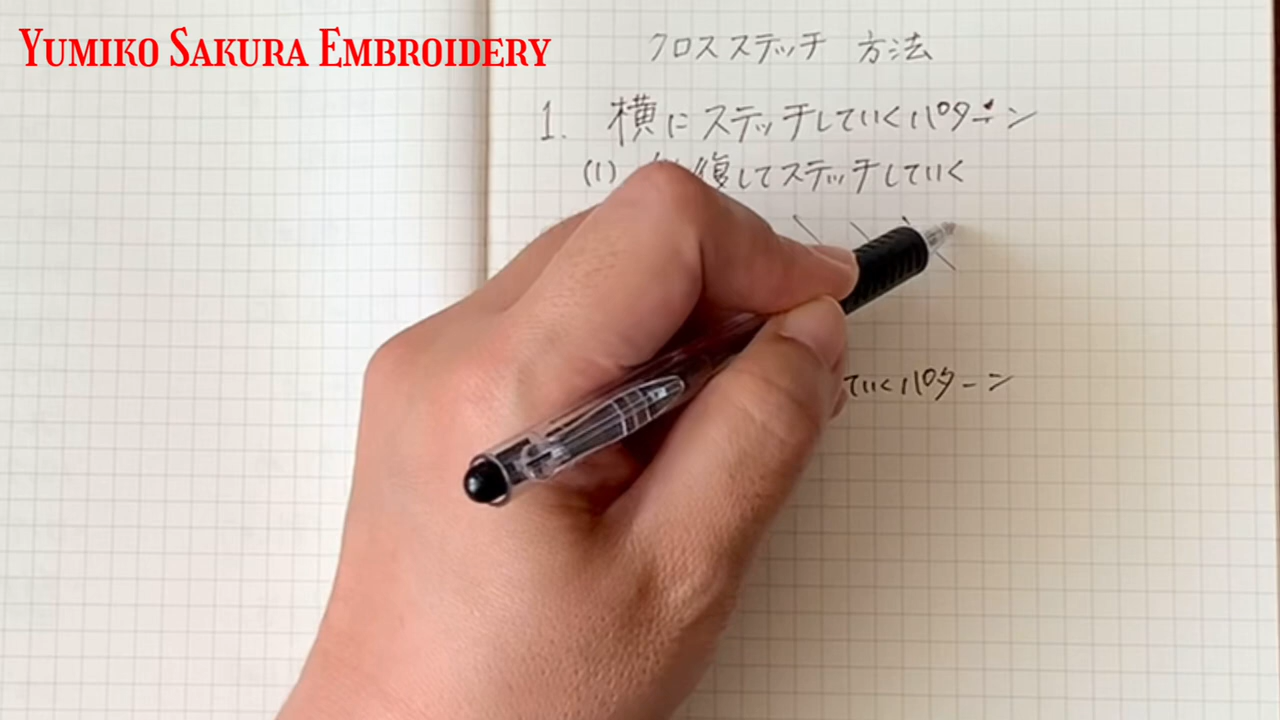 YUMIKO SAKURA EMBROIDERY
クロスステッチ 方法
1. 横にステッチしていくパターン
(1) 復してステッチしていく
ていくパターン